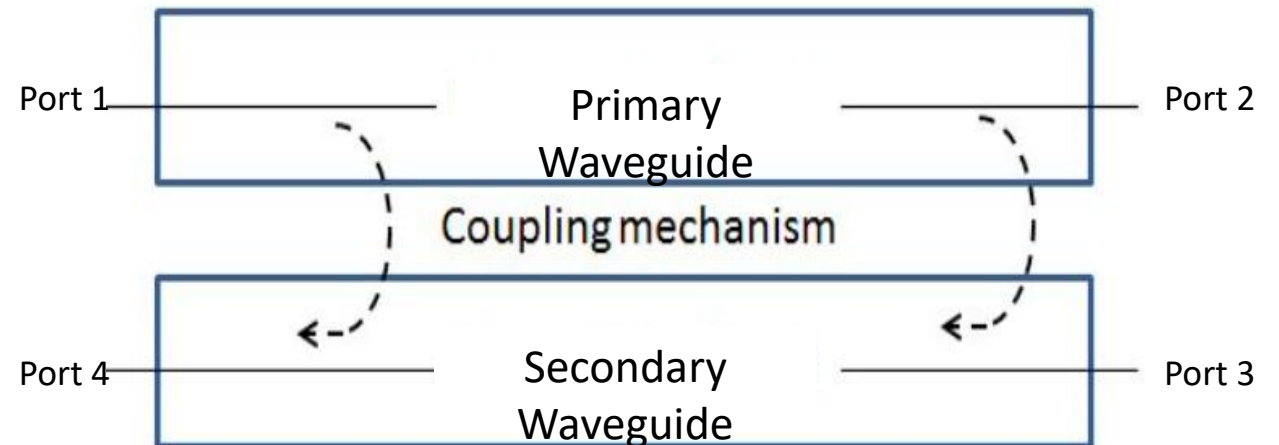 Port 1
Primary
Waveguide
Port 2
Coupling mechanism
Port 4
Secondary
Waveguide
Port 3